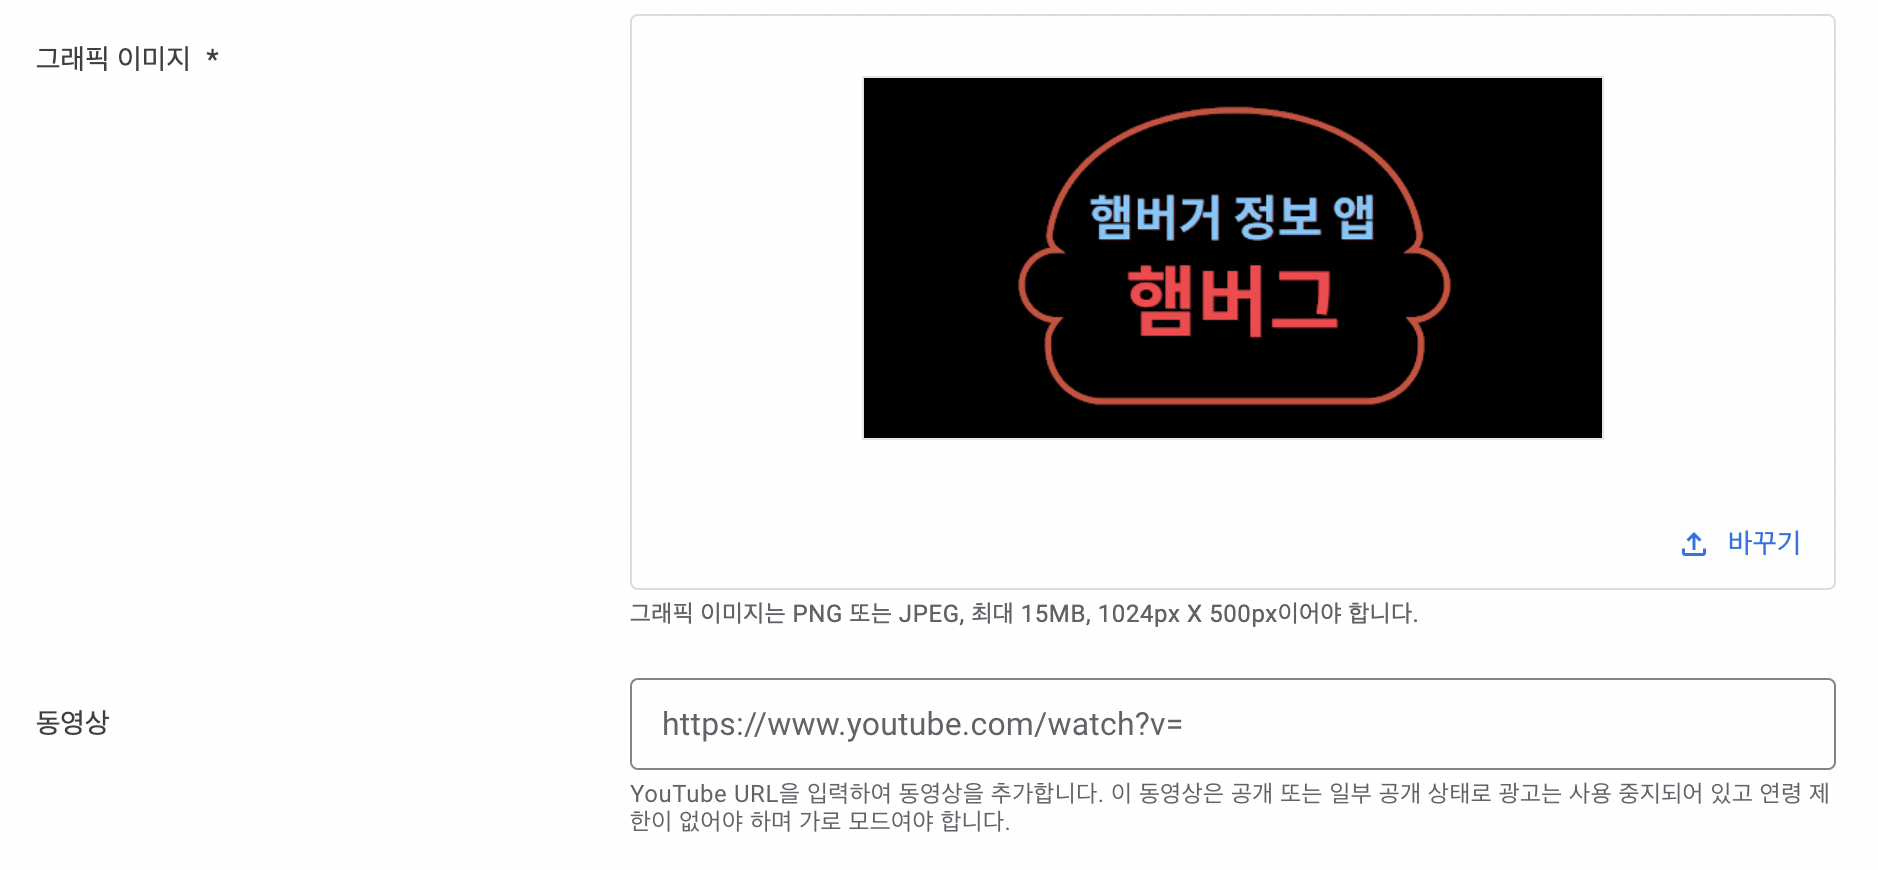 그래픽 이미지 *
햄버거 정보 앱
햄버그
바꾸기
그래픽 이미지는 PNG 또는 JPEG, 최대 15MB, 1024px X 500px이어야 합니다.
동영상
https://www.youtube.com/watch?v=
YouTube URL을 입력하여 동영상을 추가합니다. 이 동영상은 공개 또는 일부 공개 상태로 광고는 사용 중지되어 있고 연령 제
한이 없어야 하며 가로 모드여야 합니다.